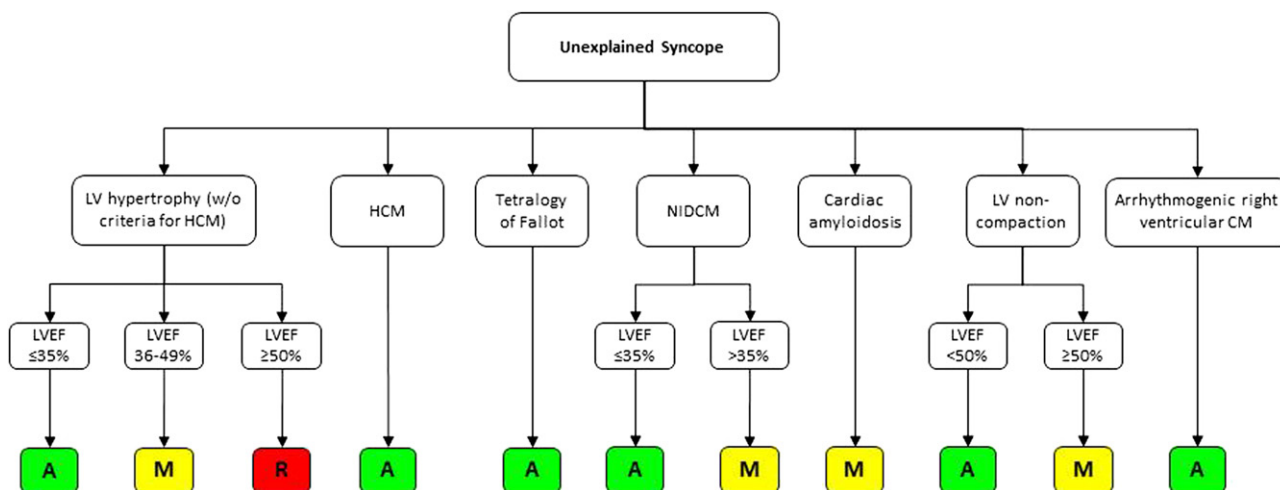 Unexplained Syncope
LV hypertrophy (w/o
criteria for HCM)
HCM
Tetralogy
of Fallot
NIDCM
Cardiac
amyloidosis
LV non-
compaction
Arrhythmogenic right
ventricular CM
LVEF
≤35%
LVEF
36-49%
LVEF
≥50%
LVEF
≤35%
LVEF
>35%
LVEF
<50%
LVEF
≥50%
A
M
R
A
A
A
M
M
A
M
A